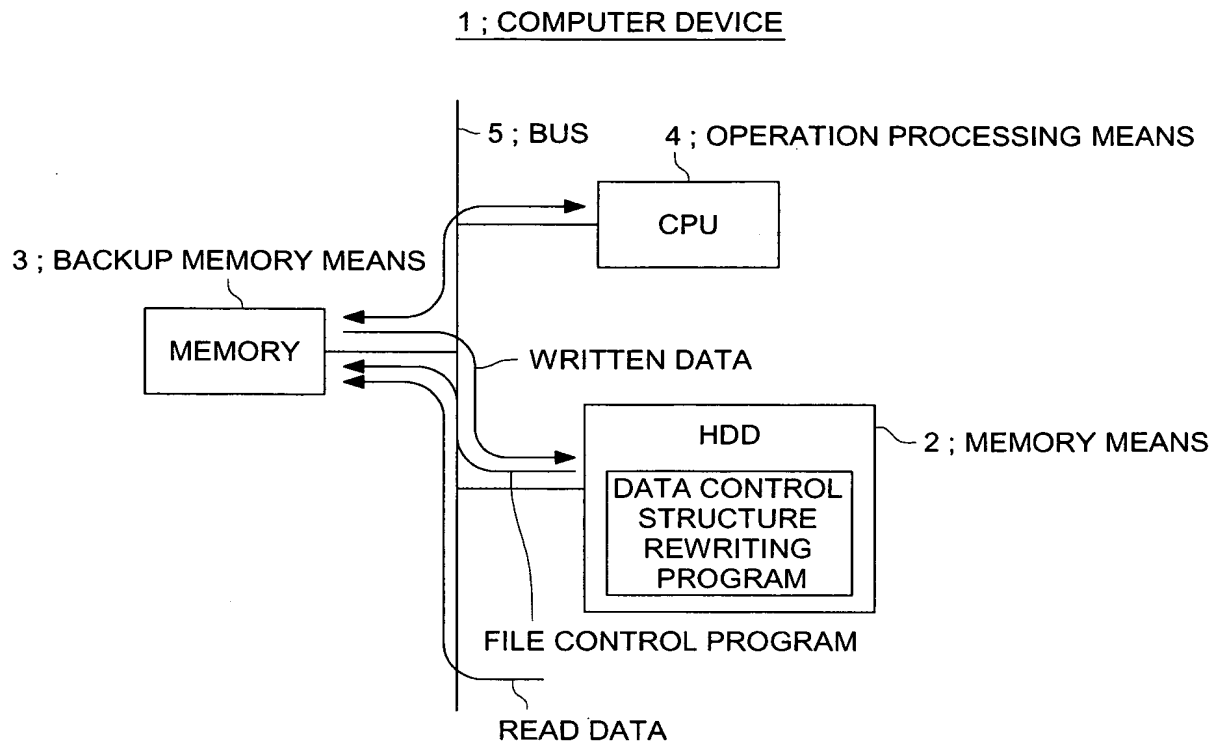 1 ; COMPUTER DEVICE
5 ; BUS
4 ; OPERATION PROCESSING MEANS
CPU
3 ; BACKUP MEMORY MEANS
MEMORY
WRITTEN DATA
HDD
2 ; MEMORY MEANS
DATA CONTROL
STRUCTURE
REWRITING
PROGRAM
FILE CONTROL PROGRAM
READ DATA